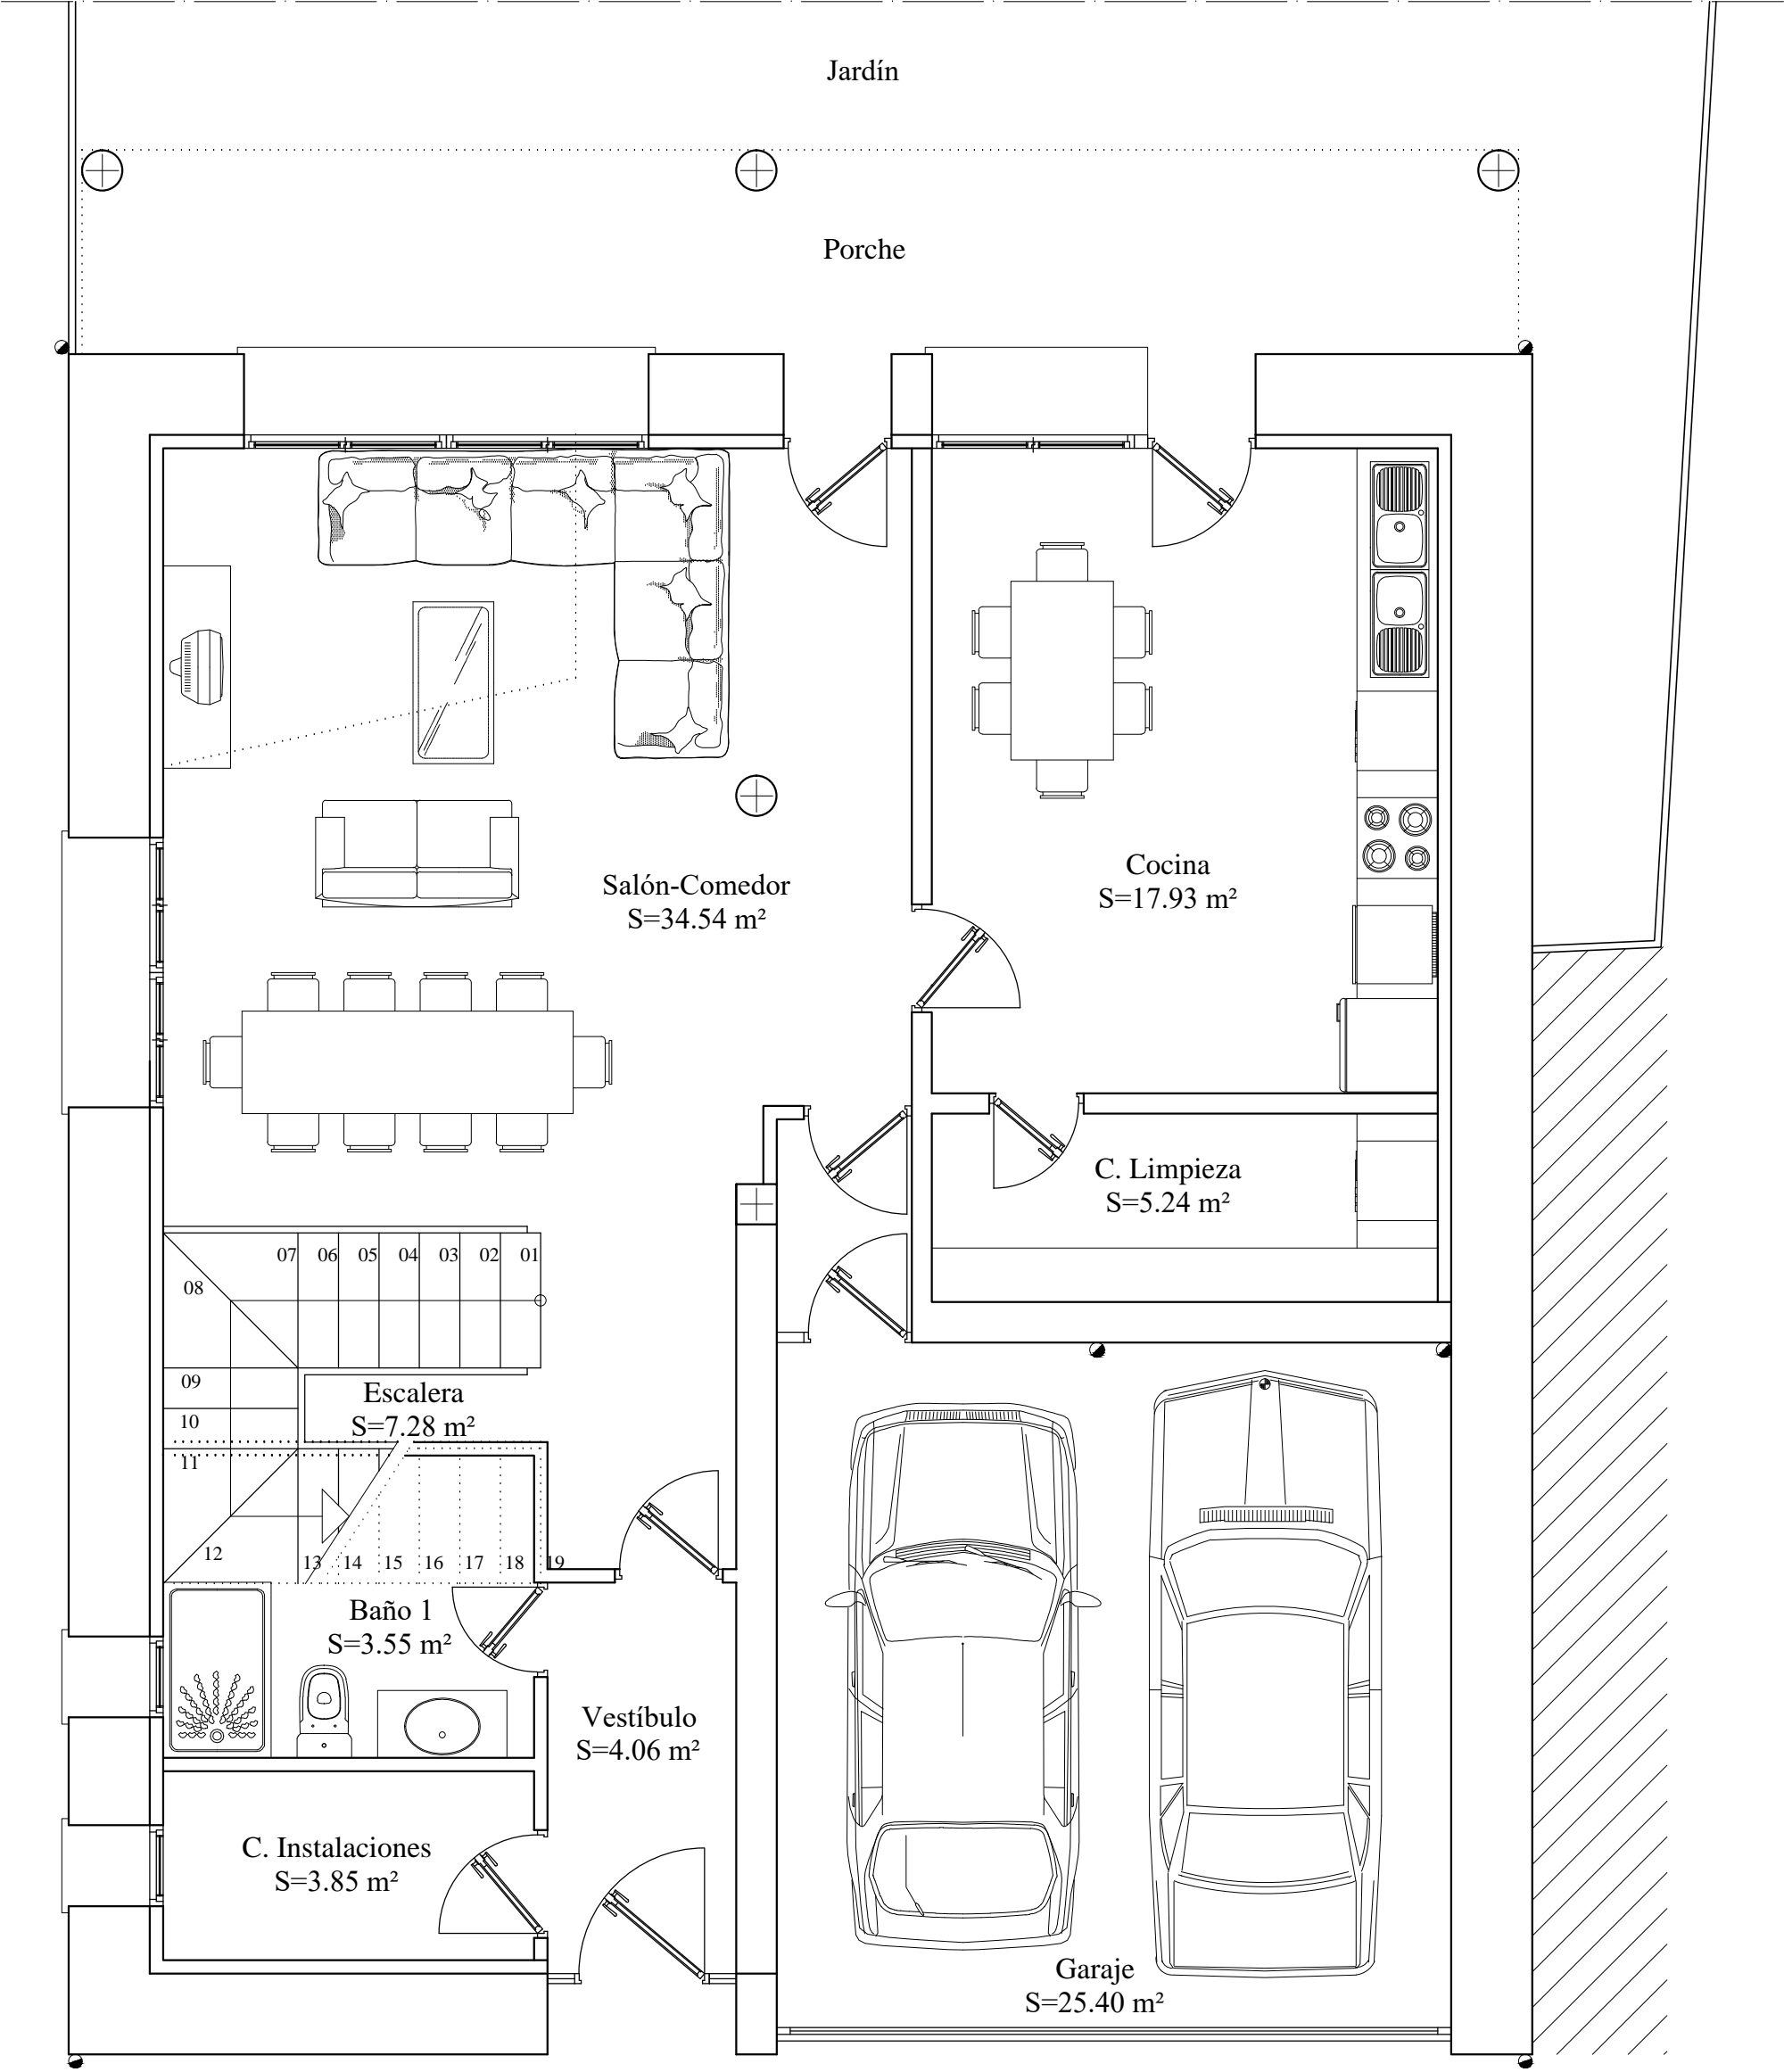 Jardín
Porche
Salón-Comedor
S=34.54 m²
Cocina
S=17.93 m²
C. Limpieza
S=5.24 m²
07 06 05 04 03 02 01
08
09
Escalera
S=7.28 m²
10
11
12
13 14 15 16 17 18 19
Baño 1
S=3.55 m²
Vestíbulo
S=4.06 m²
C. Instalaciones
S=3.85 m²
Garaje
S=25.40 m²